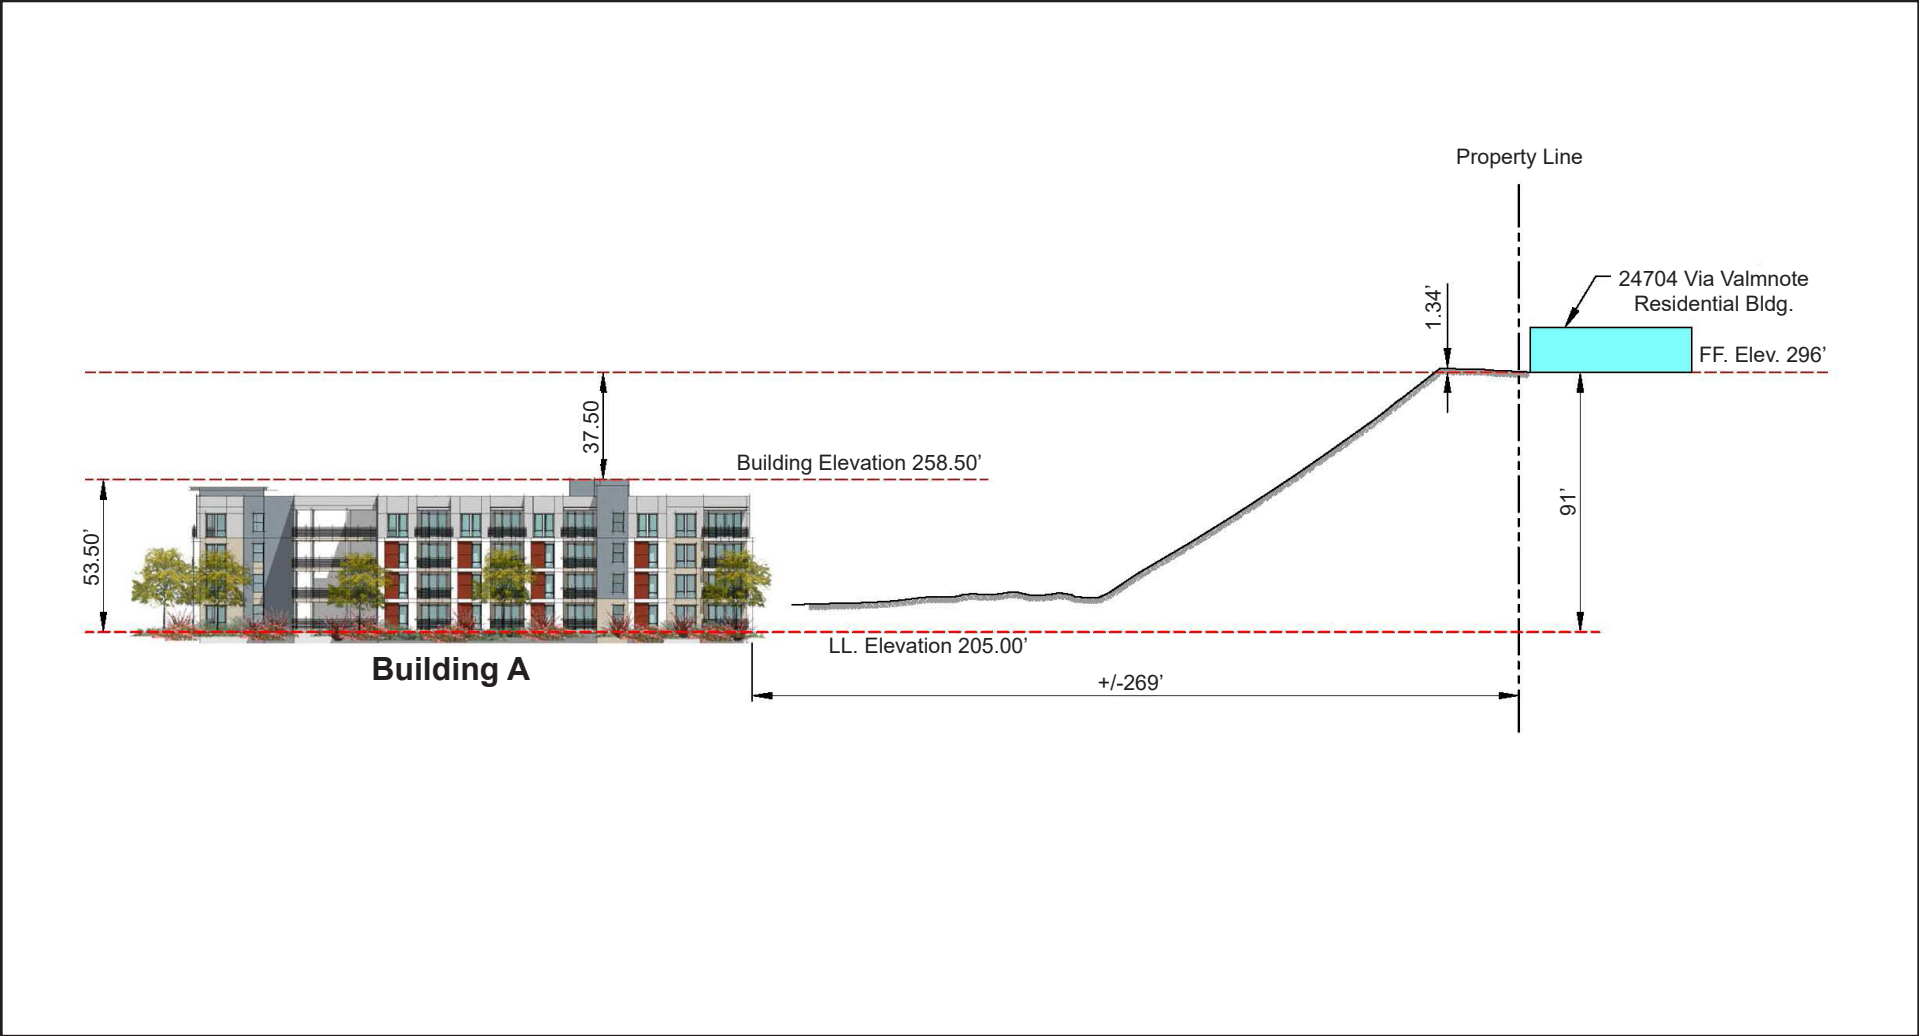 Property Line
24704 Via Valmnote
Residential Bldg.
1.34’
FF. Elev. 296’
37.50
Building Elevation 258.50’
91’
53.50’
LL. Elevation 205.00’
Building A
+/-269’